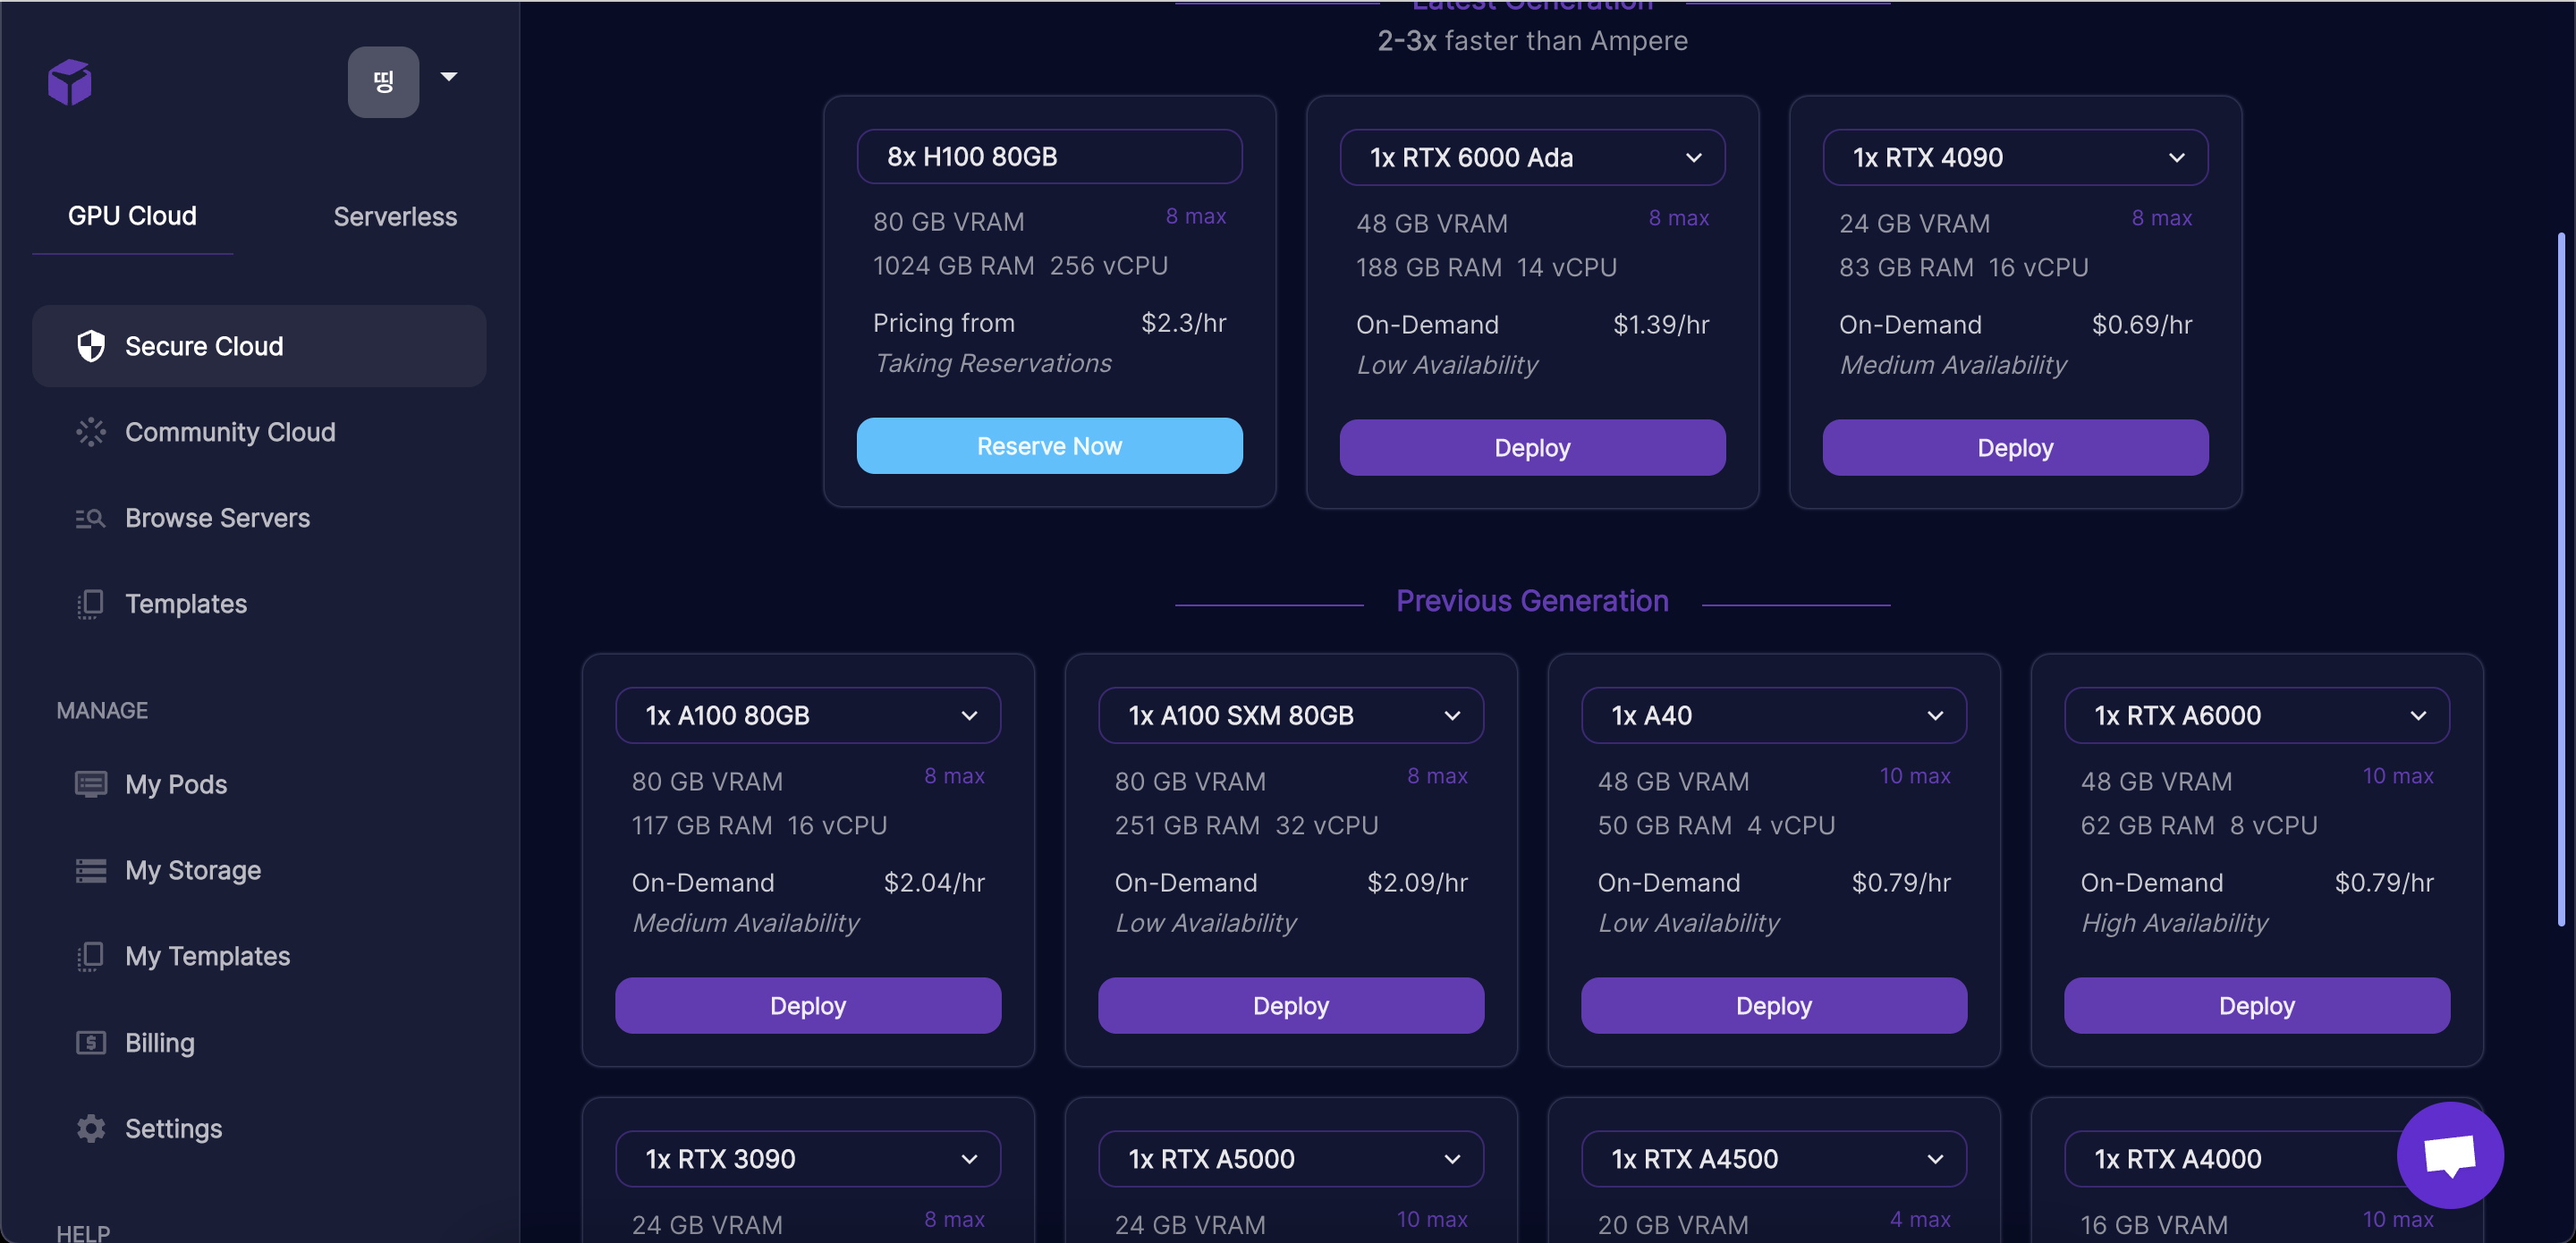 띵
GPU Cloud
Serverless
Secure Cloud
Community Cloud
Browse Servers
Templates
MANAGE
My Pods
My Storage
My Templates
Billing
Settings
HELP
Latest Generation
2-3x faster than Ampere
8x H100 80GB
80 GB VRAM 8 max
1024 GB RAM 256 vCPU
Pricing from $2.3/hr
Taking Reservations
Reserve Now
1x RTX 6000 Ada
48 GB VRAM 8 max
188 GB RAM 14 vCPU
On-Demand $1.39/hr
Low Availability
Deploy
1x RTX 4090
24 GB VRAM 8 max
83 GB RAM 16 vCPU
On-Demand $0.69/hr
Medium Availability
Deploy
Previous Generation
1x A100 80GB
80 GB VRAM 8 max
117 GB RAM 16 vCPU
On-Demand $2.04/hr
Medium Availability
Deploy
1x A100 SXM 80GB
80 GB VRAM 8 max
251 GB RAM 32 vCPU
On-Demand $2.09/hr
Low Availability
Deploy
1x A40
48 GB VRAM 10 max
50 GB RAM 4 vCPU
On-Demand $0.79/hr
Low Availability
Deploy
1x RTX A6000
48 GB VRAM 10 max
62 GB RAM 8 vCPU
On-Demand $0.79/hr
High Availability
Deploy
1x RTX 3090
24 GB VRAM 8 max
1x RTX A5000
24 GB VRAM 10 max
1x RTX A4500
20 GB VRAM 4 max
1x RTX A4000
16 GB VRAM 10 max